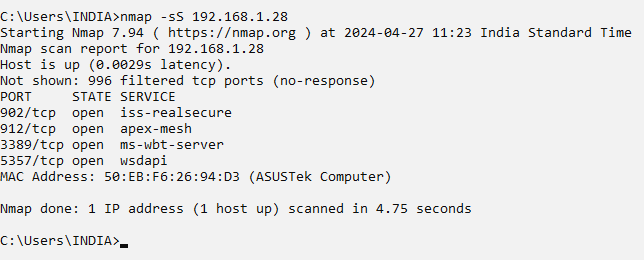 C:\Users\INDIA>nmap -sS 192.168.1.28
Starting Nmap 7.94 ( https://nmap.org ) at 2024-04-27 11:23 India Standard Time
Nmap scan report for 192.168.1.28
Host is up (0.0029s latency).
Not shown: 996 filtered tcp ports (no-response)
PORT     STATE SERVICE
902/tcp  open  iss-realsecure
912/tcp  open  apex-mesh
3389/tcp open  ms-wbt-server
5357/tcp open  wsdapi
MAC Address: 50:EB:F6:26:94:D3 (ASUSTek Computer)

Nmap done: 1 IP address (1 host up) scanned in 4.75 seconds

C:\Users\INDIA>